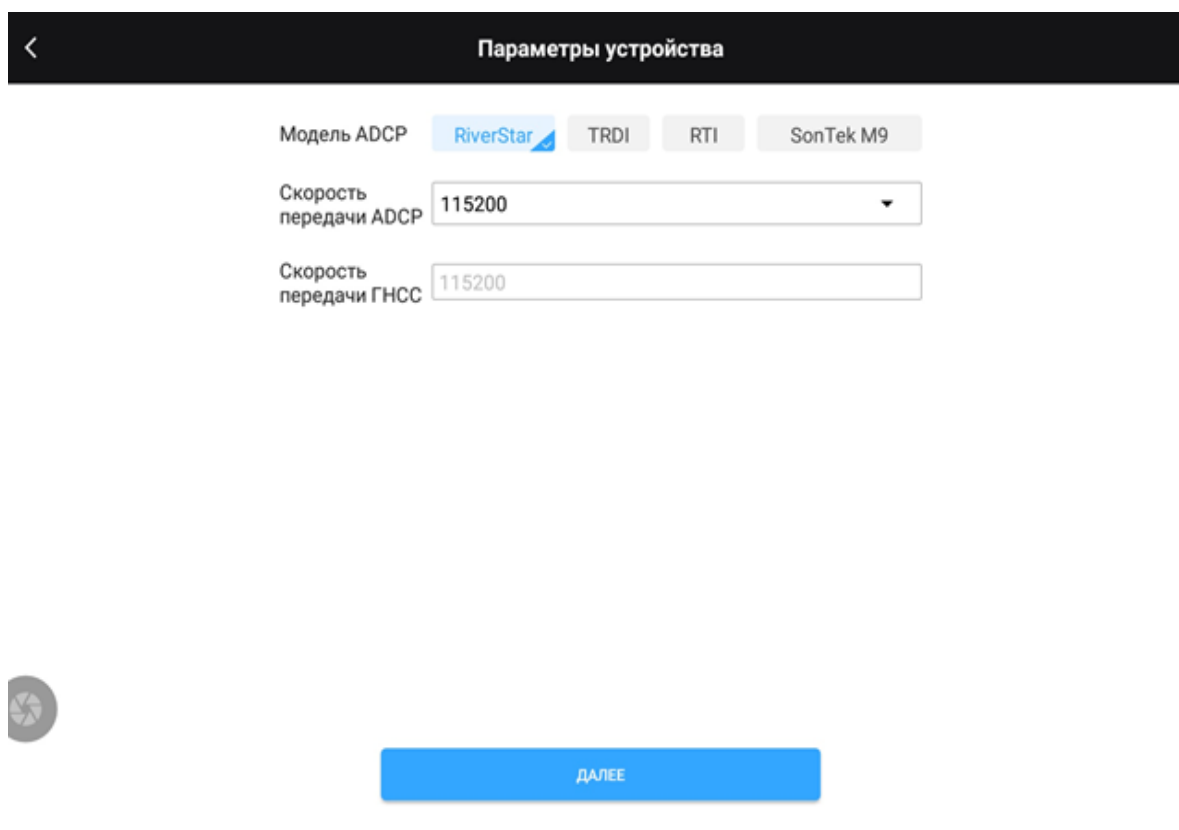 Параметры устройства
Модель ADCP RiverStar TRDI RTI SonTek M9
Скорость
передачи ADCP 115200
Скорость
передачи ГНСС 115200
ДАЛЕЕ